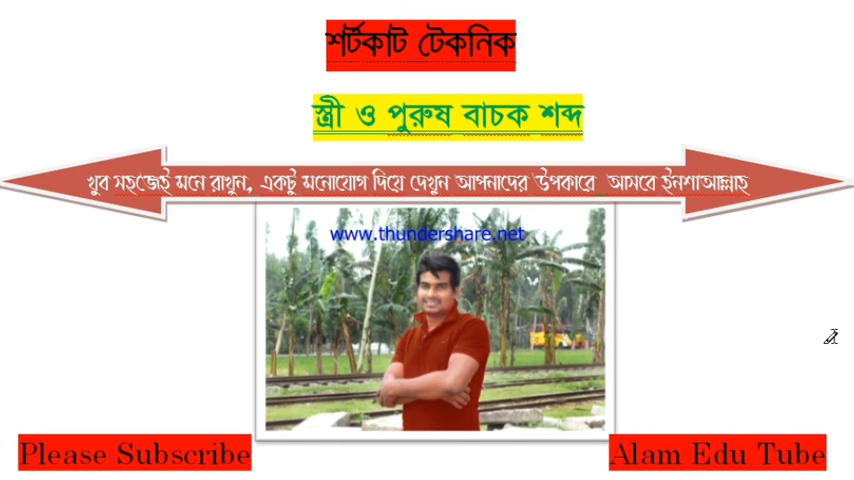 শর্টকাট টেকনিক
স্ত্রী ও পুরুষ বাচক শব্দ
খুব সহজেই মনে রাখুন, একটু মনোযোগ দিয়ে দেখুন আপনাদের উপকারে আসবে ইনশাআল্লাহ
www.thundershare.net
Please Subscribe
Alam Edu Tube